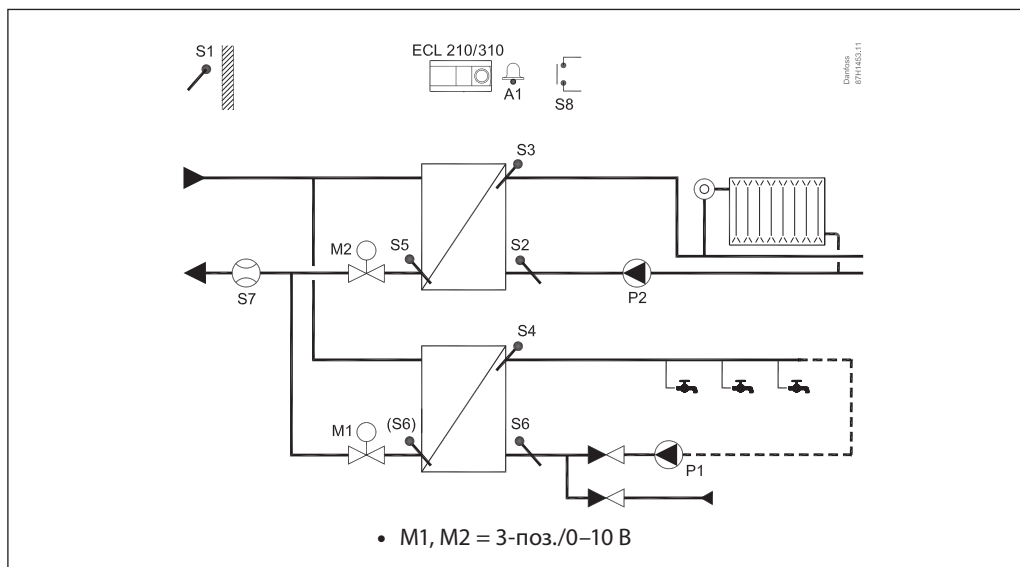 S1
ECL 210/310
A1
S8
Danfoss
87H1453.11
S3
M2
S5
S2
S7
P2
S4
M1
(S6)
S6
P1
• M1, M2 = 3-поз./0–10 В